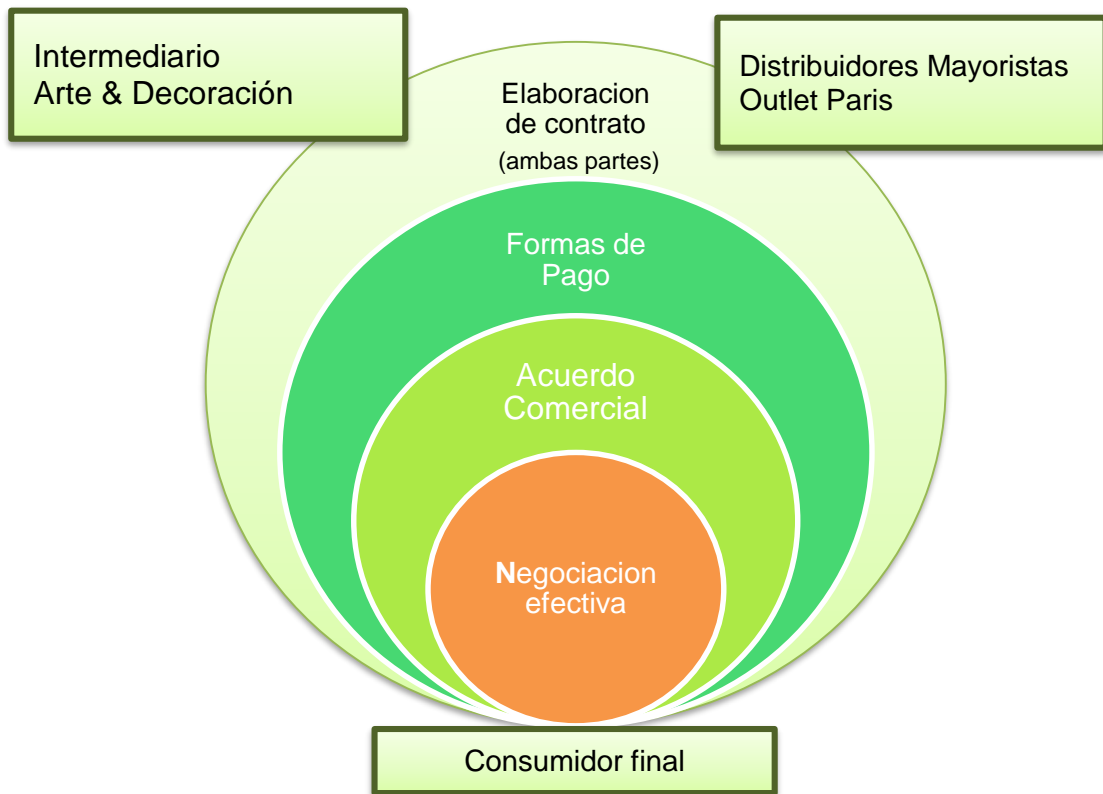 Intermediario
Arte & Decoración
Distribuidores Mayoristas
Outlet Paris
Elaboracion
de contrato
(ambas partes)
Formas de
Pago
Acuerdo
Comercial
Negociacion
efectiva
Consumidor final